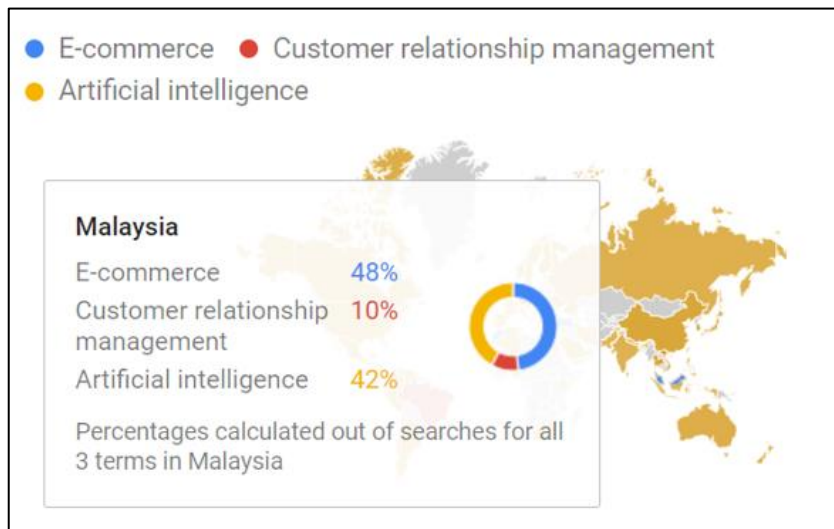 E-commerce Customer relationship management
Artificial intelligence
Malaysia
E-commerce 48%
Customer relationship 10%
management
Artificial intelligence 42%
Percentages calculated out of searches for all
3 terms in Malaysia